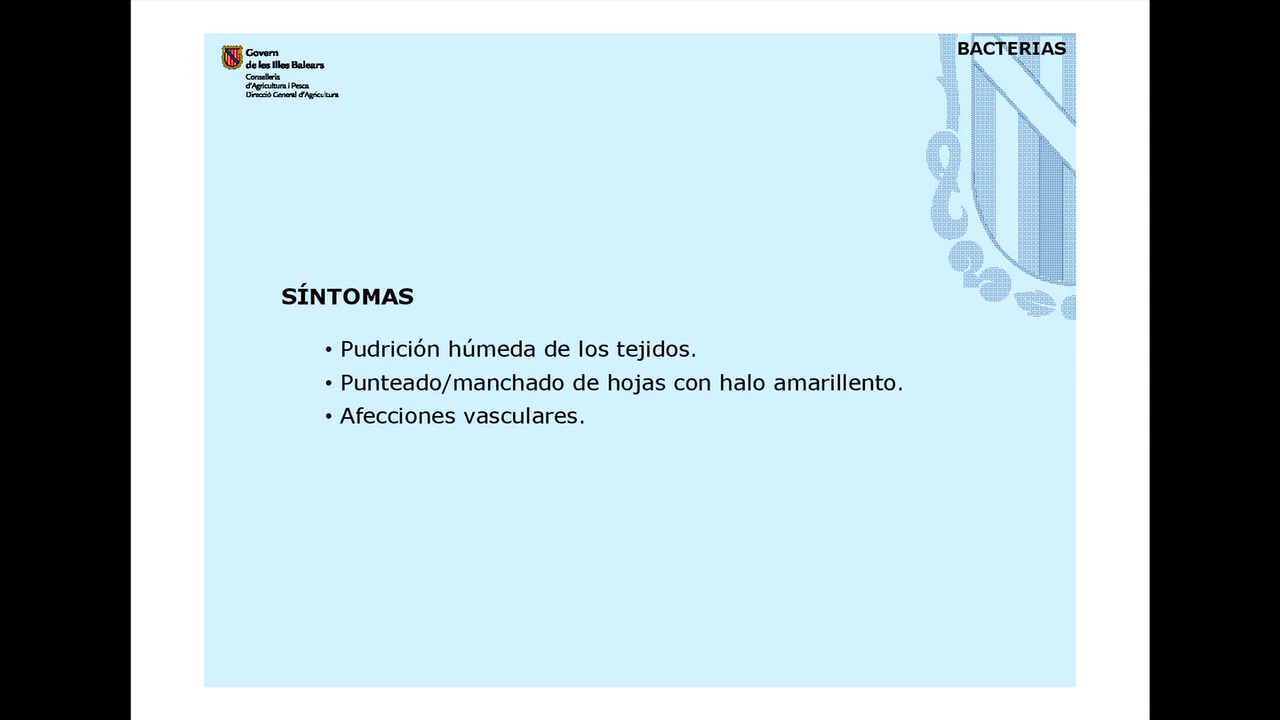 Govern
de les Illes Balears
Conselleria
d'Agricultura i Pesca
Direcció General d'Agricultura
BACTERIAS
SÍNTOMAS
• Pudrición húmeda de los tejidos.
• Punteado/manchado de hojas con halo amarillento.
• Afecciones vasculares.